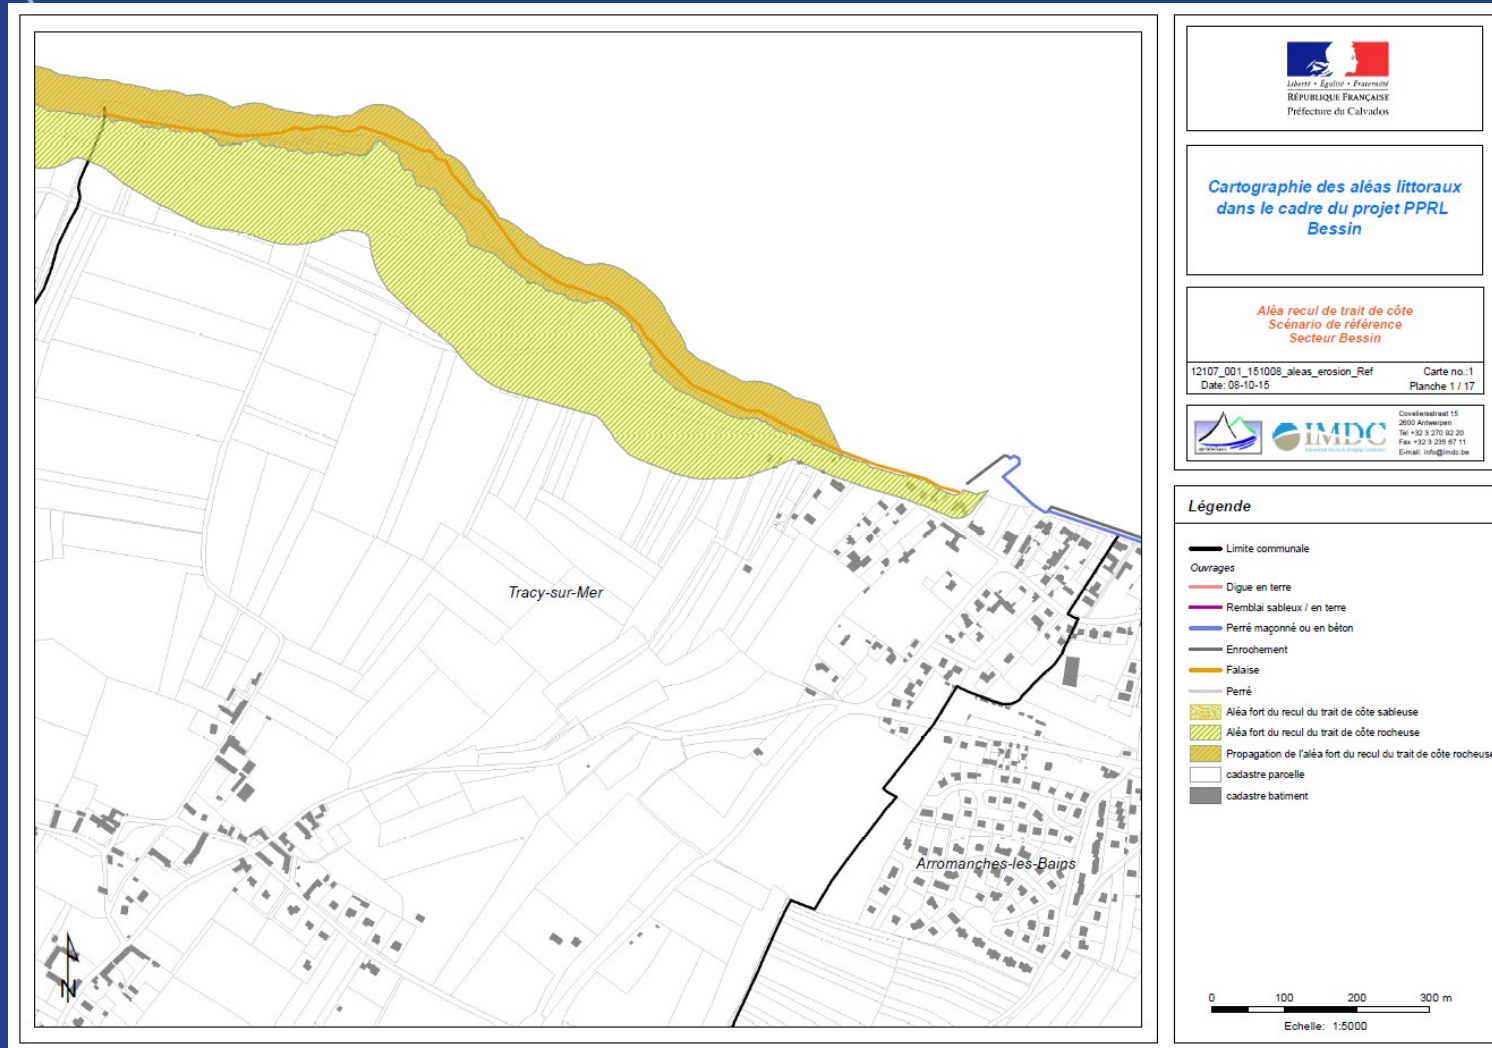 Tracy-sur-Mer
Arromanches-les-Bains
N
Liberté • Égalité • Fraternité
RÉPUBLIQUE FRANÇAISE
Préfecture du Calvados
Cartographie des aléas littoraux
dans le cadre du projet PPRL
Bessin
Aléa recul de trait de côte
Scénario de référence
Secteur Bessin
12107_001_151008_aleas_erosion_Ref
Carte no.:1
Date: 08-10-15
Planche 1 / 17
IMDC
Coveliersstraat 15
2600 Antwerpen
Tel +32 3 270 92 20
Fax +32 3 235 67 11
E-mail: info@imdc.be
Légende
Limite communale
Ouvrages
Digue en terre
Remblai sableux / en terre
Perré maçonné ou en béton
Enrochement
Falaise
Perré
Aléa fort du recul du trait de côte sableuse
Aléa fort du recul du trait de côte rocheuse
Propagation de l'aléa fort du recul du trait de côte rocheuse
cadastre parcelle
cadastre batiment
0 100 200 300 m
Echelle: 1:5000